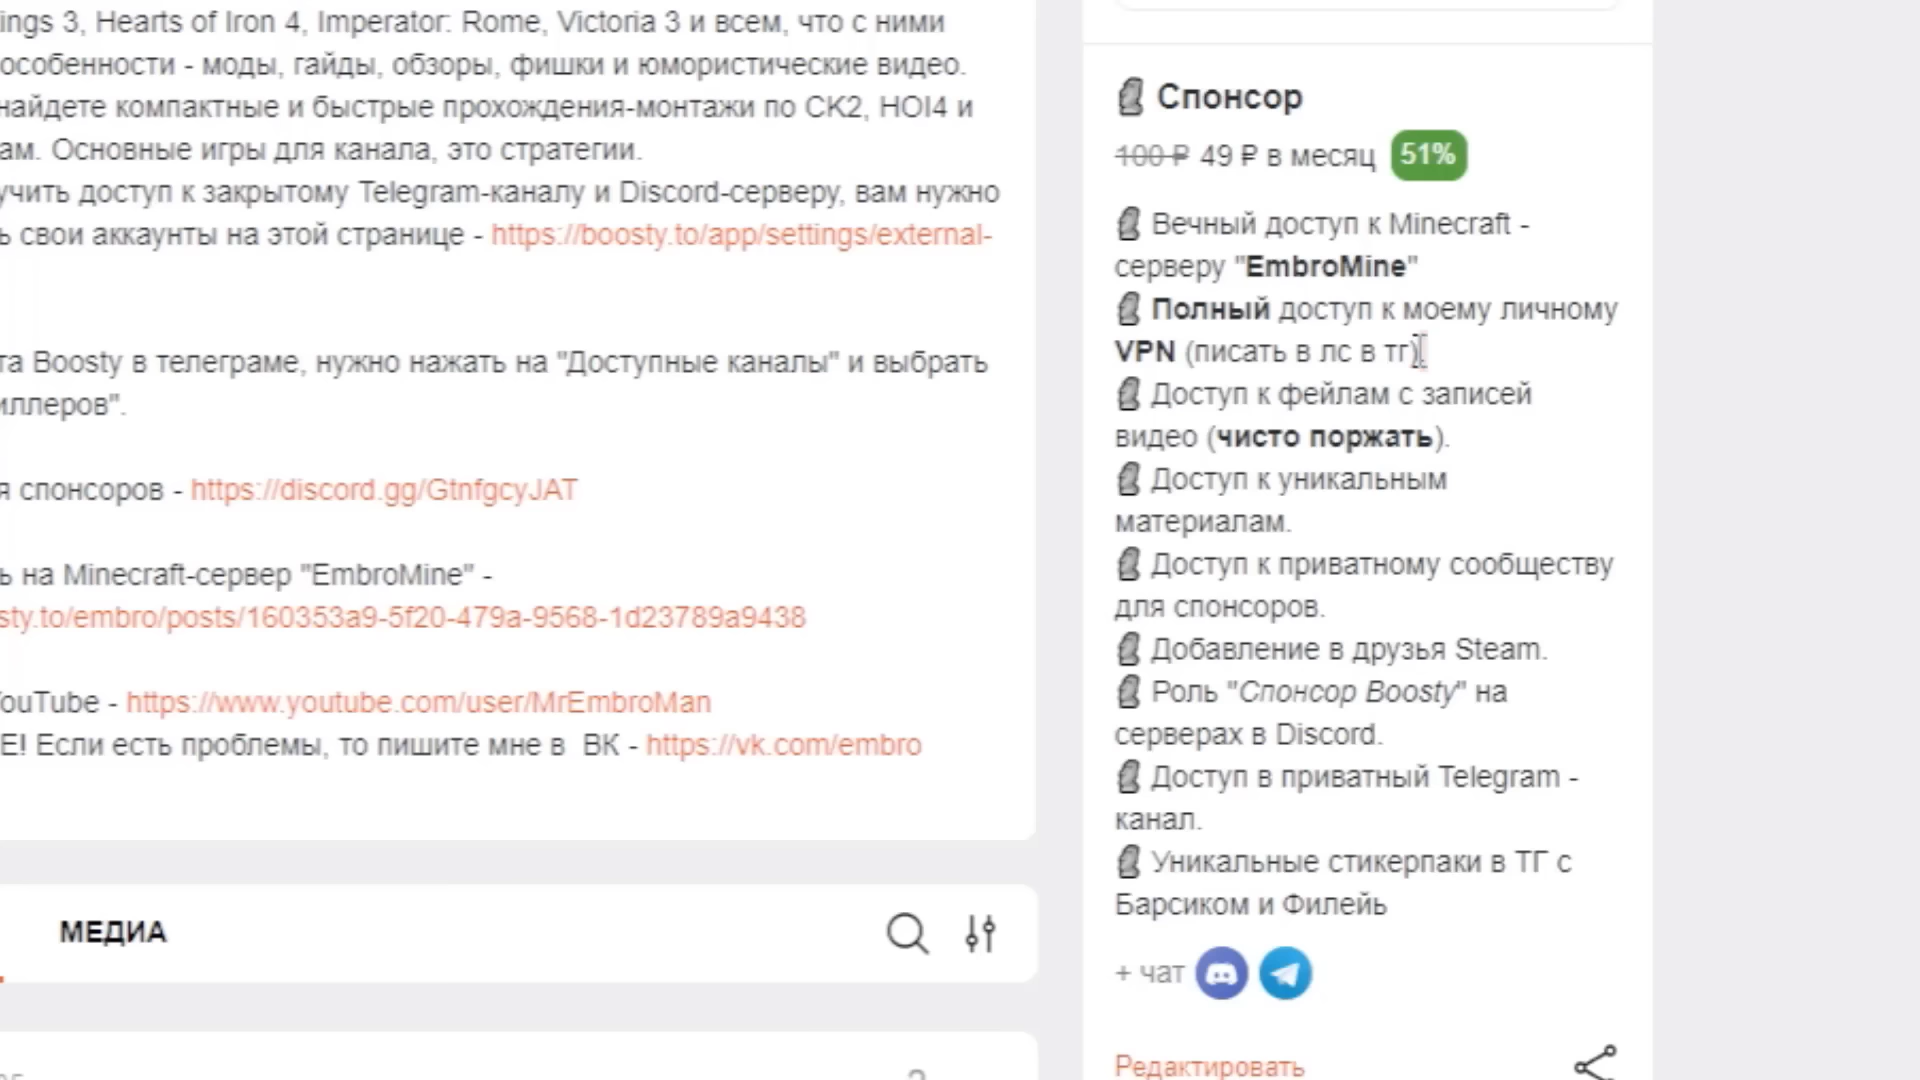 ings 3, Hearts of Iron 4, Imperator: Rome, Victoria 3 и всем, что с ними
особенности - моды, гайды, обзоры, фишки и юмористические видео.
найдете компактные и быстрые прохождения-монтажи по CK2, HOI4 и
ам. Основные игры для канала, это стратегии.
учить доступ к закрытому Telegram-каналу и Discord-серверу, вам нужно
ь свои аккаунты на этой странице - https://boosty.to/app/settings/external-
та Boosty в телеграме, нужно нажать на "Доступные каналы" и выбрать
иллеров".
я спонсоров - https://discord.gg/GtnfgcyJAT
ь на Minecraft-сервер "EmbroMine" -
sty.to/embro/posts/160353a9-5f20-479a-9568-1d23789a9438
YouTube - https://www.youtube.com/user/MrEmbroMan
Е! Если есть проблемы, то пишите мне в ВК - https://vk.com/embro
МЕДИА
Спонсор
100 ₽ 49 ₽ в месяц 51%
Вечный доступ к Minecraft -
серверу "EmbroMine"
Полный доступ к моему личному
VPN (писать в лс в тг).
Доступ к фейлам с записей
видео (чисто поржать).
Доступ к уникальным
материалам.
Доступ к приватному сообществу
для спонсоров.
Добавление в друзья Steam.
Роль "Спонсор Boosty" на
серверах в Discord.
Доступ в приватный Telegram -
канал.
Уникальные стикерпаки в ТГ с
Барсиком и Филейь
+ чат
Редактировать